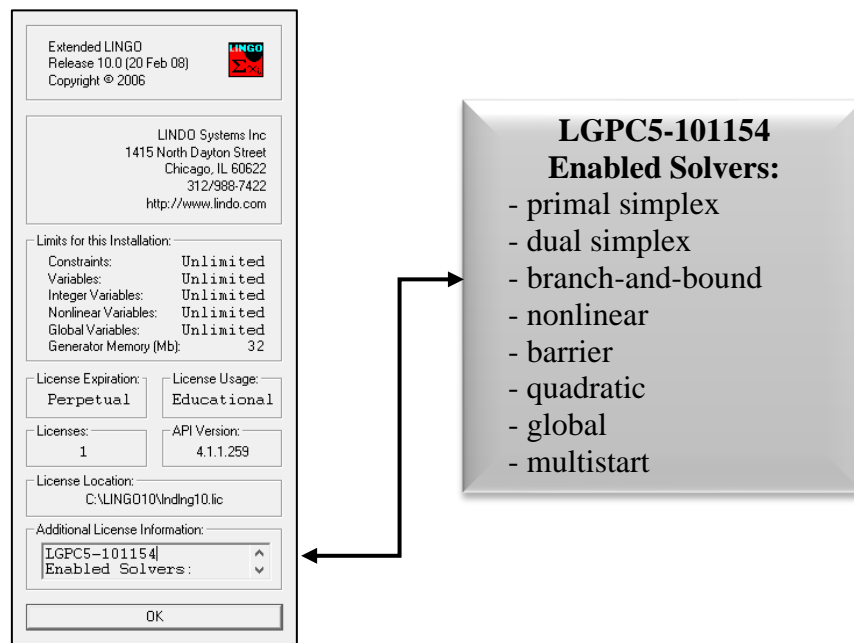 Extended LINGO
Release 10.0 (20 Feb 08)
Copyright © 2006
LINGO
Σ
LINDO Systems Inc
1415 North Dayton Street
Chicago, IL 60622
312/988-7422
http://www.lindo.com
Limits for this Installation:
Constraints: Unlimited
Variables: Unlimited
Integer Variables: Unlimited
Nonlinear Variables: Unlimited
Global Variables: Unlimited
Generator Memory (Mb): 32
License Expiration: License Usage:
Perpetual Educational
Licenses: API Version:
1 4.1.1.259
License Location:
C:\LINGO10\lndlng10.lic
Additional License Information:
LGPC5-101154
Enabled Solvers:
OK
LGPC5-101154
Enabled Solvers:
- primal simplex
- dual simplex
- branch-and-bound
- nonlinear
- barrier
- quadratic
- global
- multistart